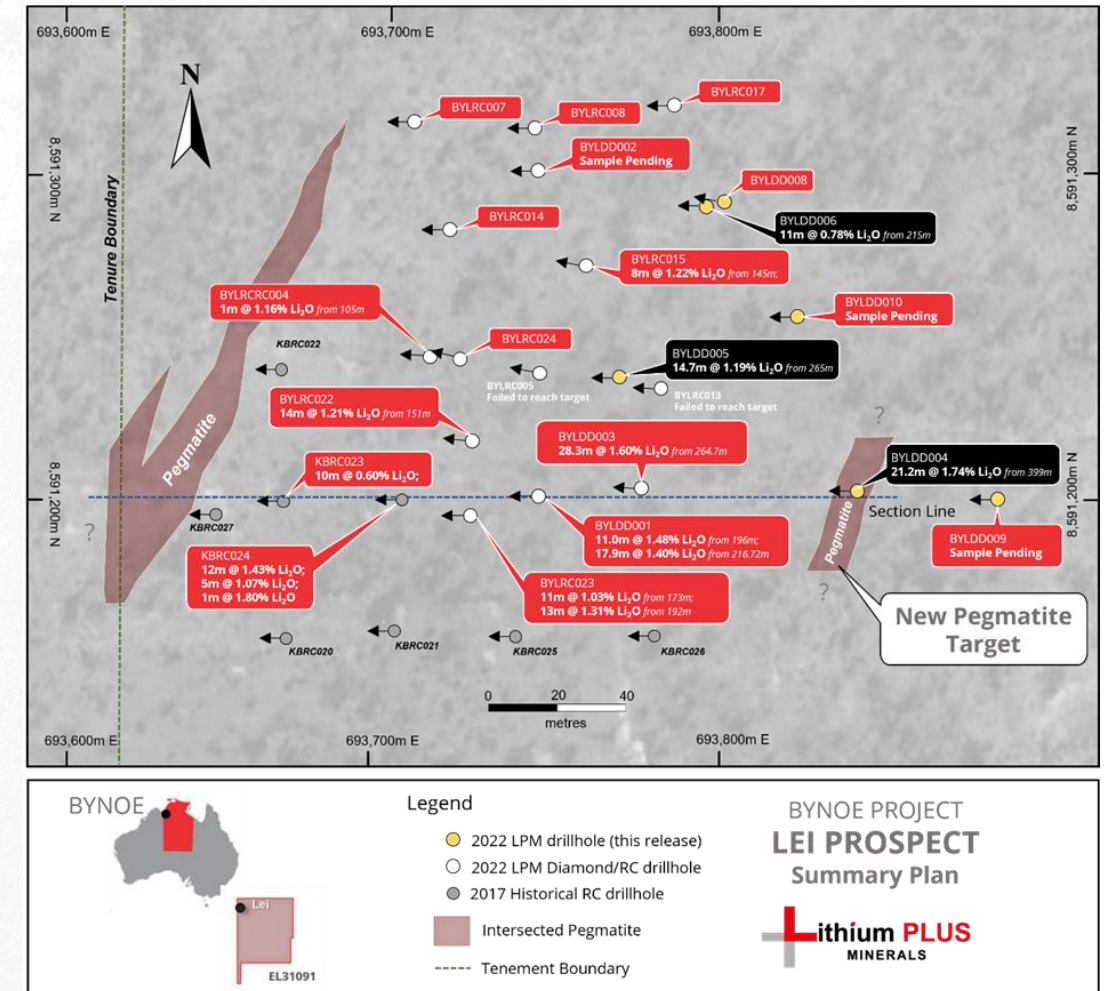 693,600m E
693,700m E
693,800m E
N
8,591,300m N
8,591,300m N
Tenure Boundary
BYLRC007
BYLRC008
BYLRC017
BYLDD002
Sample Pending
BYLDD008
BYLDD006
11m @ 0.78% Li₂O from 215m
BYLRC014
BYLRC015
8m @ 1.22% Li₂O from 145m;
BYLRCRC004
1m @ 1.16% Li₂O from 105m
BYLDD010
Sample Pending
BYLRC024
KBRC022
BYLDD005
14.7m @ 1.19% Li₂O from 265m
BYLRC005
Failed to reach target
BYLRC013
Failed to reach target
BYLRC022
14m @ 1.21% Li₂O from 151m
?
Pegmatite
BYLDD003
28.3m @ 1.60% Li₂O from 264.7m
KBRC023
10m @ 0.60% Li₂O;
BYLDD004
21.2m @ 1.74% Li₂O from 399m
8,591,200m N
8,591,200m N
Section Line
KBRC027
?
BYLDD001
11.0m @ 1.48% Li₂O from 196m;
17.9m @ 1.40% Li₂O from 216.72m
Pegmatite
BYLDD009
Sample Pending
KBRC024
12m @ 1.43% Li₂O;
5m @ 1.07% Li₂O;
1m @ 1.80% Li₂O
BYLRC023
11m @ 1.03% Li₂O from 173m;
13m @ 1.31% Li₂O from 192m
?
New Pegmatite
Target
KBRC020
KBRC021
KBRC025
KBRC026
0 20 40
metres
693,600m E
693,700m E
693,800m E
BYNOE
Lei
EL31091
Legend
2022 LPM drillhole (this release)
2022 LPM Diamond/RC drillhole
2017 Historical RC drillhole
Intersected Pegmatite
Tenement Boundary
BYNOE PROJECT
LEI PROSPECT
Summary Plan
Lithium PLUS
MINERALS